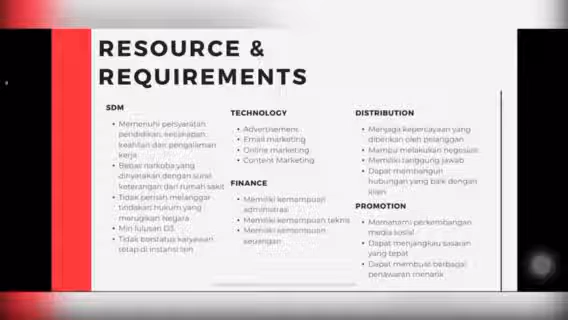 RESOURCE &
REQUIREMENTS
SDM
• Memenuhi persyaratan
pendidikan, kecakapan
keahlian dan pengalaman
kerja
• Bebas narkoba yang
dinyatakan dengan surat
keterangan dari rumah sakit
• Tidak pernah melanggar
tindakan hukum yang
merugikan Negara
• Min lulusan D3
• Tidak berstatus karyawan
tetap di instansi lain
TECHNOLOGY
• Advertisement
• Email marketing
• Online marketing
• Content Marketing
FINANCE
• Memiliki kemampuan
administrasi
• Memiliki kemampuan teknis
• Memiliki kemampuan
keuangan
DISTRIBUTION
• Menjaga kepercayaan yang
diberikan oleh pelanggan
• Mampu melakukan negosiasi
• Memiliki tanggung jawab
• Dapat membangun
hubungan yang baik dengan
klien
PROMOTION
• Memahami perkembangan
media sosial
• Dapat menjangkau sasaran
yang tepat
• Dapat membuat berbagai
penawaran menarik